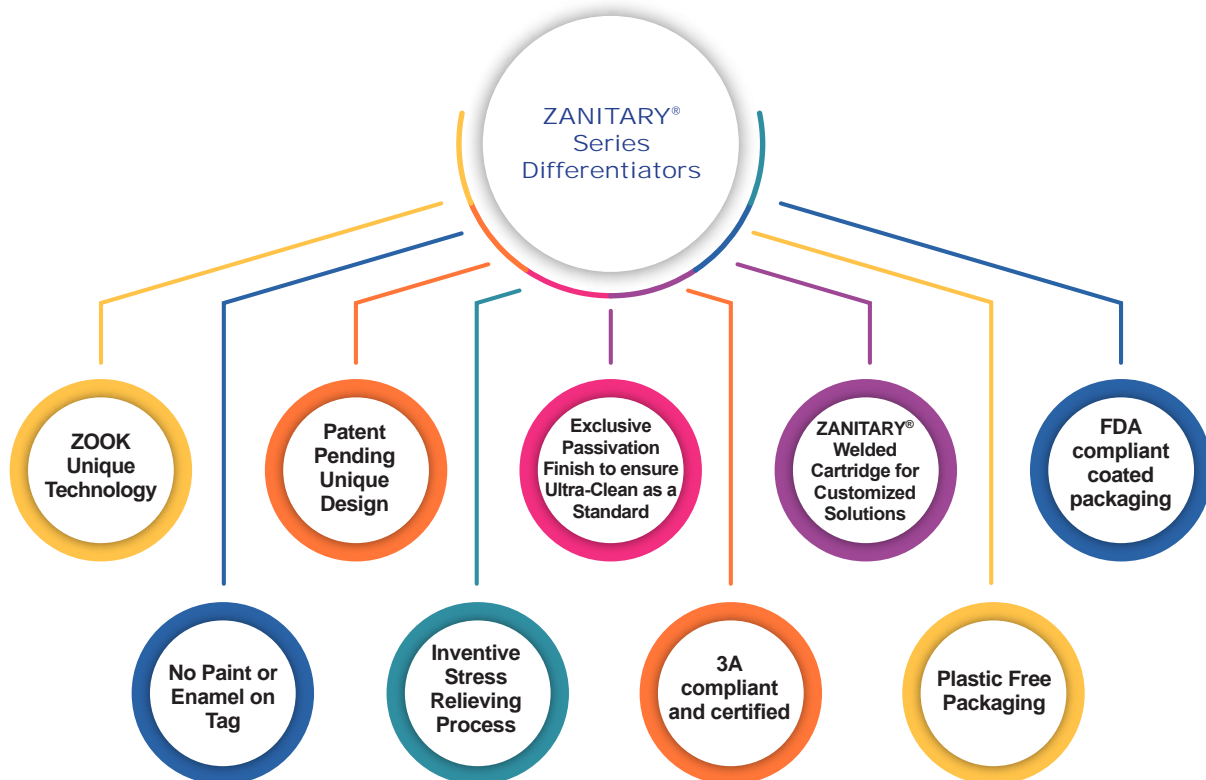 ZANITARY®
Series
Differentiators
ZOOK
Unique
Technology
Patent
Pending
Unique
Design
Exclusive
Passivation
Finish to ensure
Ultra-Clean as a
Standard
ZANITARY®
Welded
Cartridge for
Customized
Solutions
FDA
compliant
coated
packaging
No Paint or
Enamel on
Tag
Inventive
Stress
Relieving
Process
3A
compliant
and certified
Plastic Free
Packaging